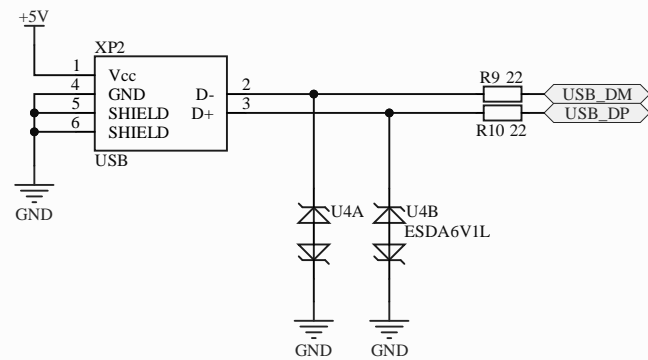 +5V
XP2
1 Vcc
4 GND D- 2
5 SHIELD D+ 3
6 SHIELD
USB
R9 22
USB_DM
USB_DP
R10 22
GND
U4A
U4B
ESDA6V1L
GND
GND